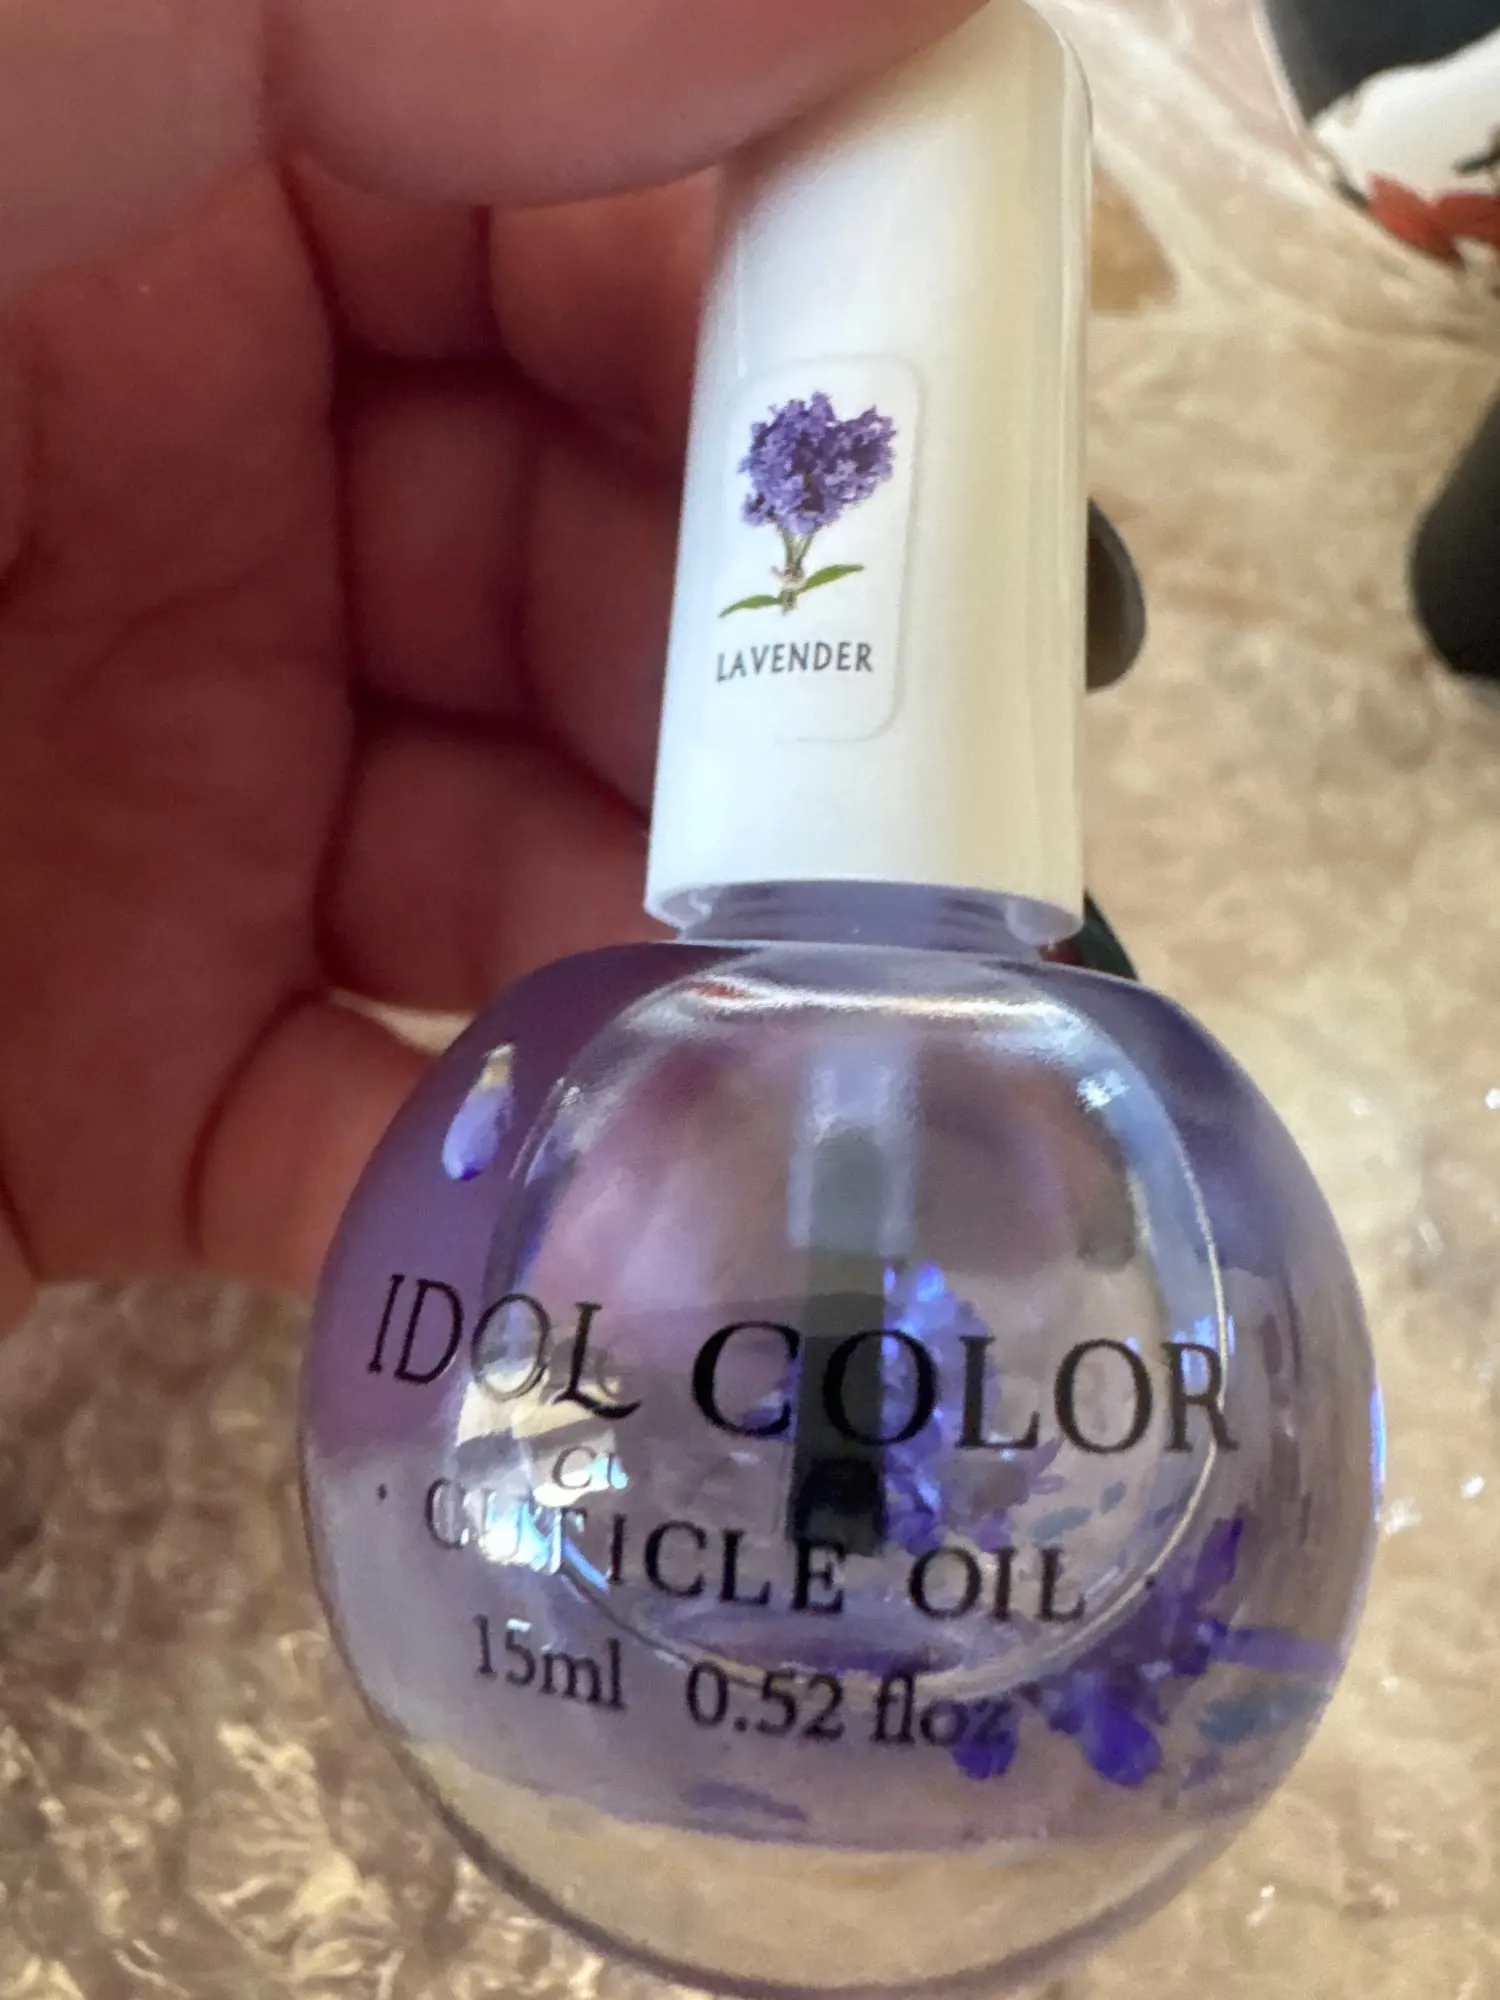 LAVENDER
IDOL COLOR
· CUTICLE OIL ·
15ml 0.52 floz